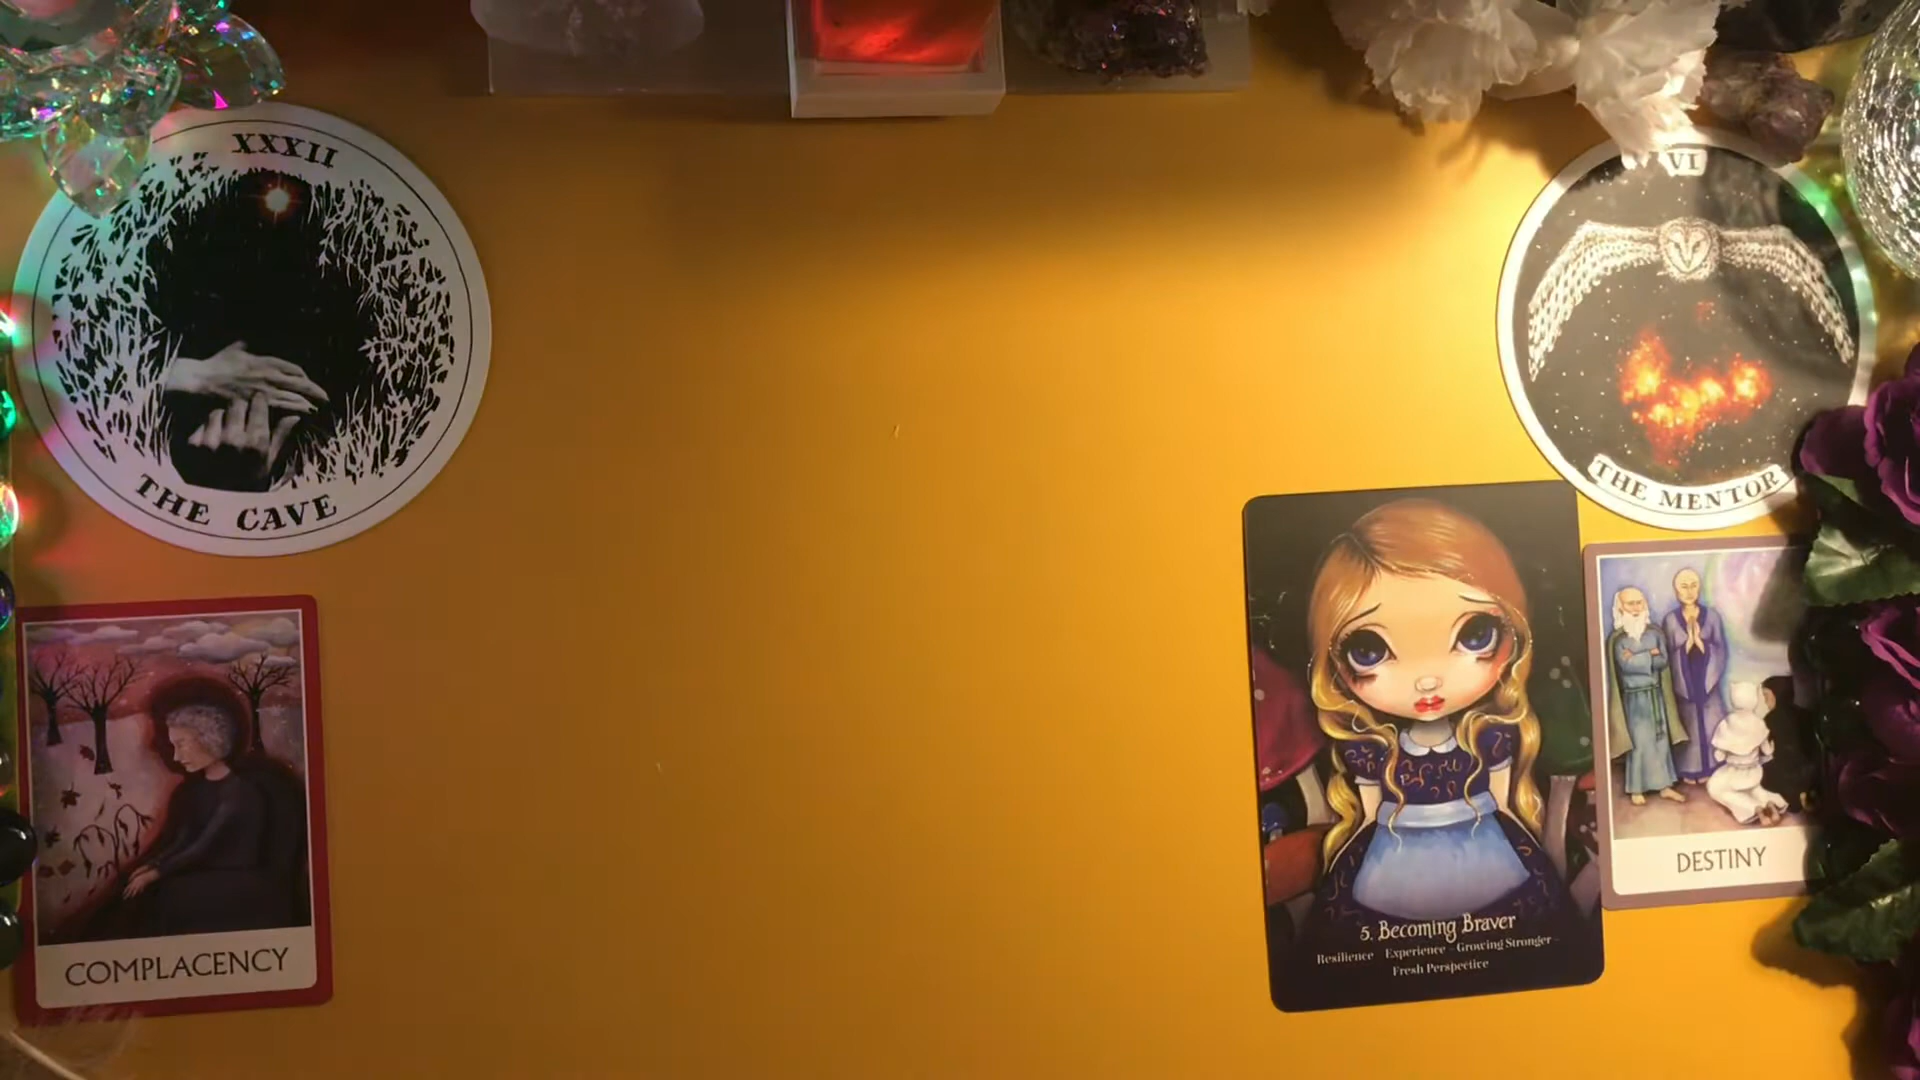 XXXII
THE CAVE
COMPLACENCY
VI
THE MENTOR
5. Becoming Braver
Resilience Experience - Growing Stronger -
Fresh Perspective
DESTINY